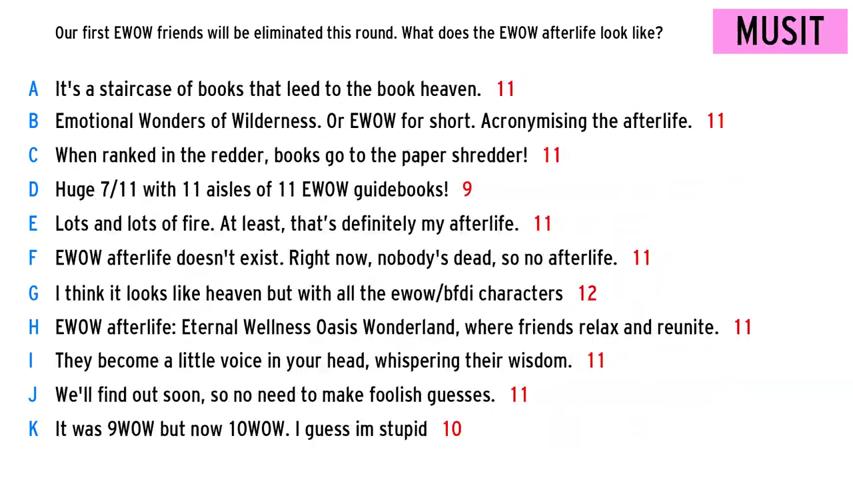 Our first EWOW friends will be eliminated this round. What does the EWOW afterlife look like?
MUSIT
A It's a staircase of books that leed to the book heaven. 11
B Emotional Wonders of Wilderness. Or EWOW for short. Acronymising the afterlife. 11
C When ranked in the redder, books go to the paper shredder! 11
D Huge 7/11 with 11 aisles of 11 EWOW guidebooks! 9
E Lots and lots of fire. At least, that’s definitely my afterlife. 11
F EWOW afterlife doesn't exist. Right now, nobody's dead, so no afterlife. 11
G I think it looks like heaven but with all the ewow/bfdi characters 12
H EWOW afterlife: Eternal Wellness Oasis Wonderland, where friends relax and reunite. 11
I They become a little voice in your head, whispering their wisdom. 11
J We'll find out soon, so no need to make foolish guesses. 11
K It was 9WOW but now 10WOW. I guess im stupid 10